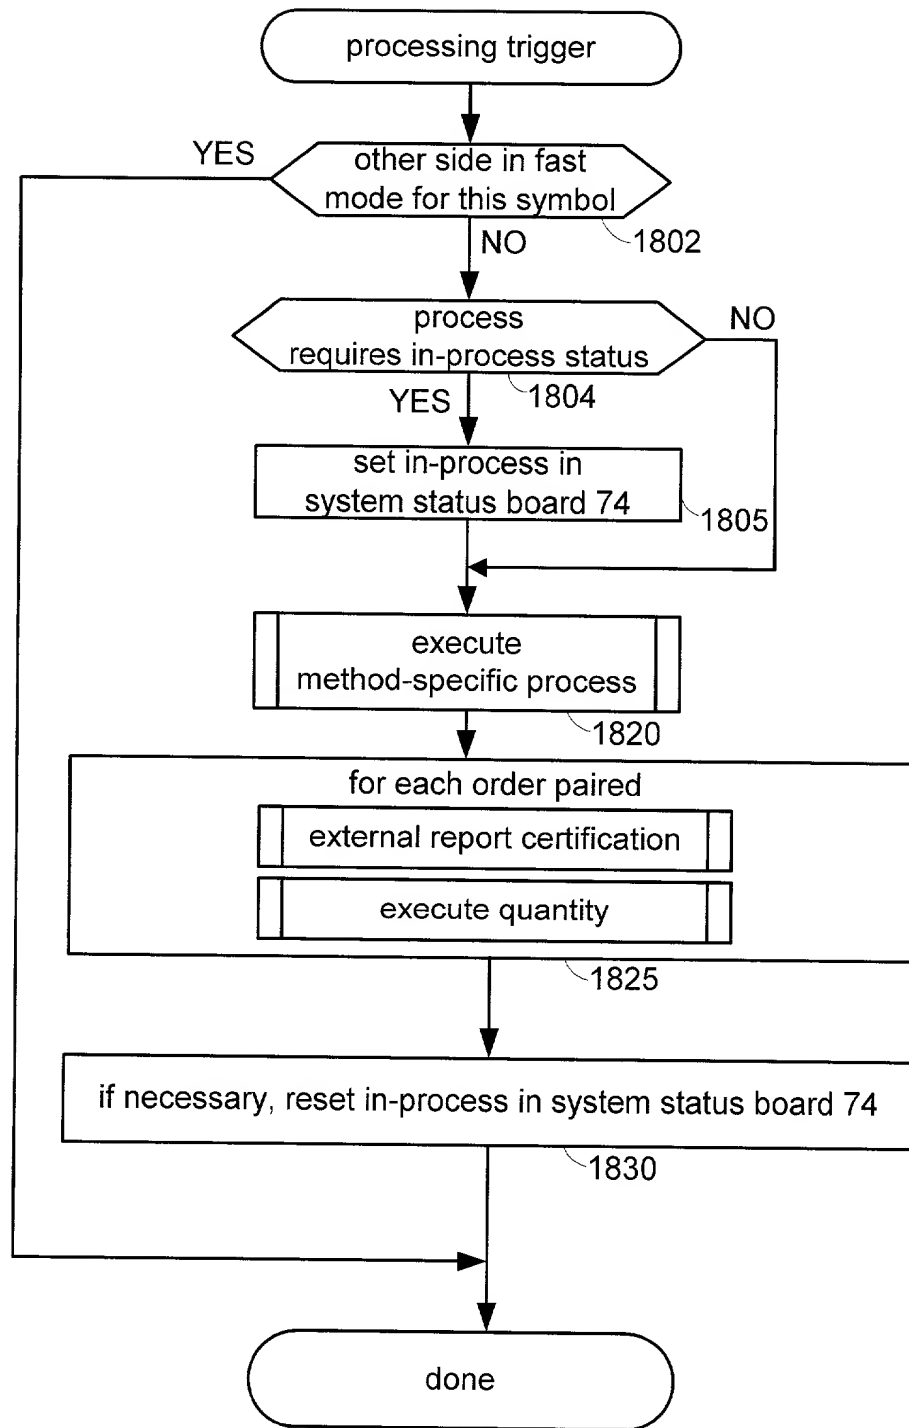 processing trigger
YES
other side in fast
mode for this symbol
1802
NO
process
requires in-process status
NO
1804
YES
set in-process in
system status board 74
1805
execute
method-specific process
1820
for each order paired
external report certification
execute quantity
1825
if necessary, reset in-process in system status board 74
1830
done